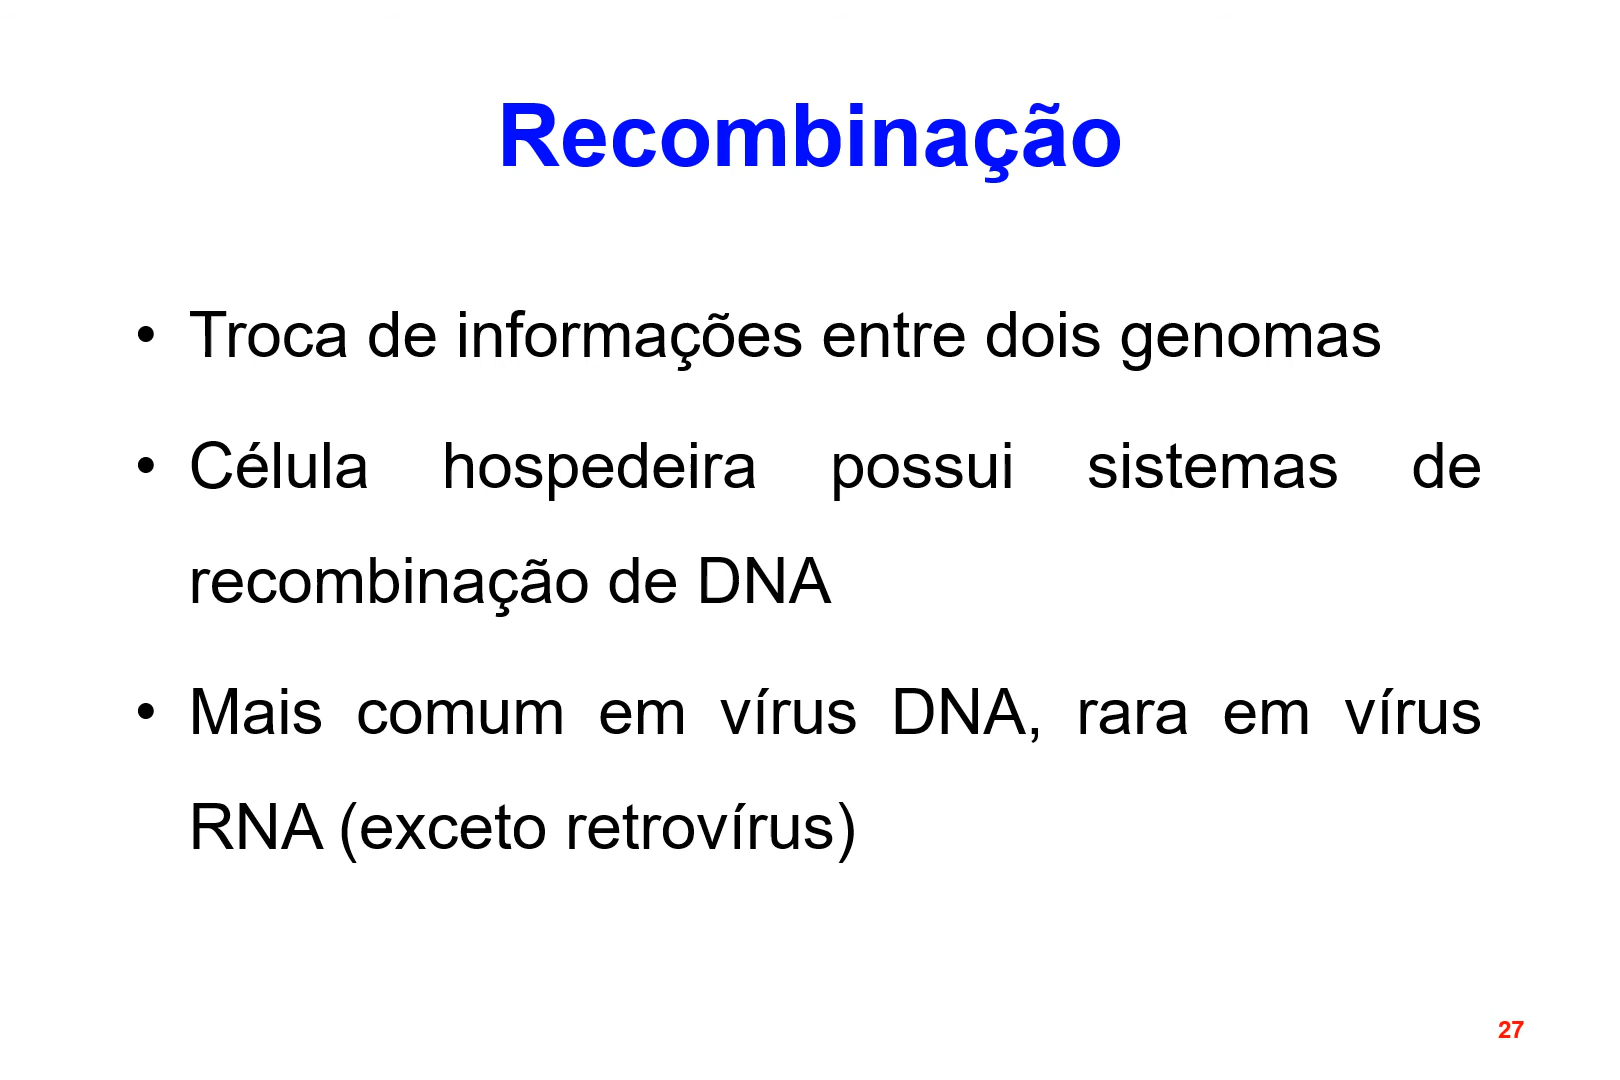 Recombinação
• Troca de informações entre dois genomas
• Célula hospedeira possui sistemas de
recombinação de DNA
• Mais comum em vírus DNA, rara em vírus
RNA (exceto retrovírus)
27